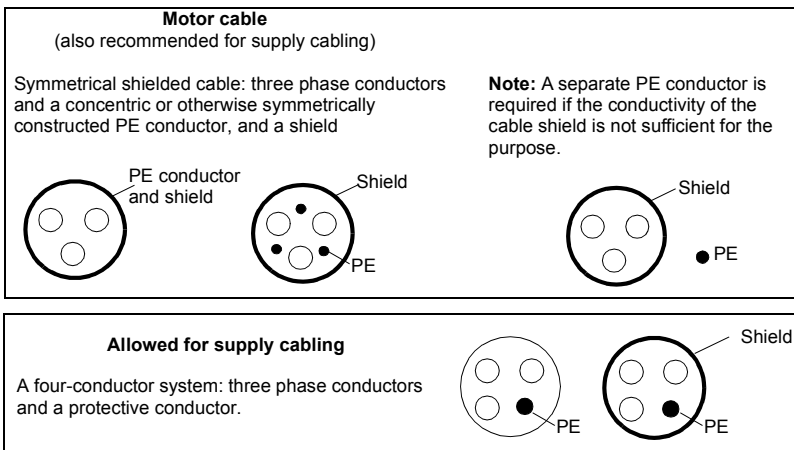 Motor cable
(also recommended for supply cabling)
Symmetrical shielded cable: three phase conductors
and a concentric or otherwise symmetrically
constructed PE conductor, and a shield
Note: A separate PE conductor is
required if the conductivity of the
cable shield is not sufficient for the
purpose.
PE conductor
and shield
Shield
PE
Shield
PE
Allowed for supply cabling
A four-conductor system: three phase conductors
and a protective conductor.
PE
Shield
PE